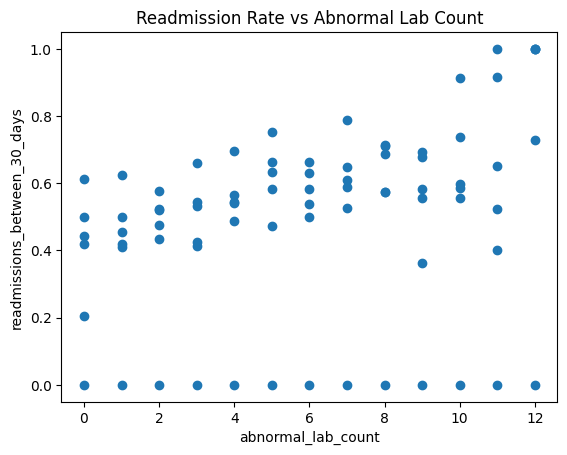 Readmission Rate vs Abnormal Lab Count
readmissions_between_30_days
1.0
0.8
0.6
0.4
0.2
0.0
0 2 4 6 8 10 12
abnormal_lab_count